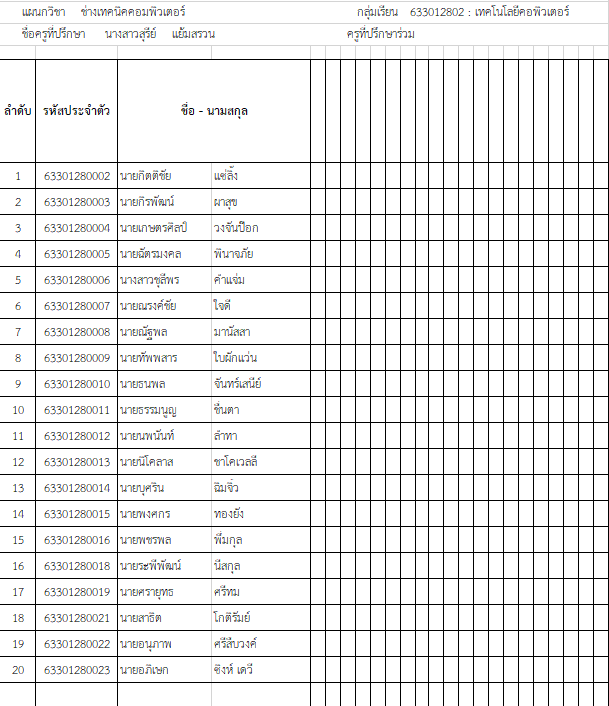 แผนกวิชา ช่างเทคนิคคอมพิวเตอร์ กลุ่มเรียน 633012802 : เทคโนโลยีคอพิวเตอร์
ชื่อครูที่ปรึกษา นางสาวสุรีย์ แย้มสรวน ครูที่ปรึกษาร่วม
ลำดับ รหัสประจำตัว ชื่อ - นามสกุล
1 63301280002 นายกิตติชัย แซ่ลิ้ง
2 63301280003 นายกิรพัฒน์ ผาสุข
3 63301280004 นายเกษตรศิลป์ วงจันป๊อก
4 63301280005 นายฉัตรมงคล พินาจภัย
5 63301280006 นางสาวชุลีพร คำแจ่ม
6 63301280007 นายณรงค์ชัย ใจดี
7 63301280008 นายณัฐพล มานัสสา
8 63301280009 นายทัพพสาร ใบผักแว่น
9 63301280010 นายธนพล จันทร์เสนีย์
10 63301280011 นายธรรมนูญ ชื่นตา
11 63301280012 นายนพนันท์ ลำทา
12 63301280013 นายนิโคลาส ชาโคเวลลี
13 63301280014 นายบุศริน ฉิมจิ๋ว
14 63301280015 นายพงศกร ทองยัง
15 63301280016 นายพชรพล พึ่มกุล
16 63301280018 นายระพีพัฒน์ นีสกุล
17 63301280019 นายศรายุทธ ศรีทม
18 63301280021 นายสาธิต โกติรัมย์
19 63301280022 นายอนุภาพ ศรีสืบวงค์
20 63301280023 นายอภิเษก ซิงห์ เดวี